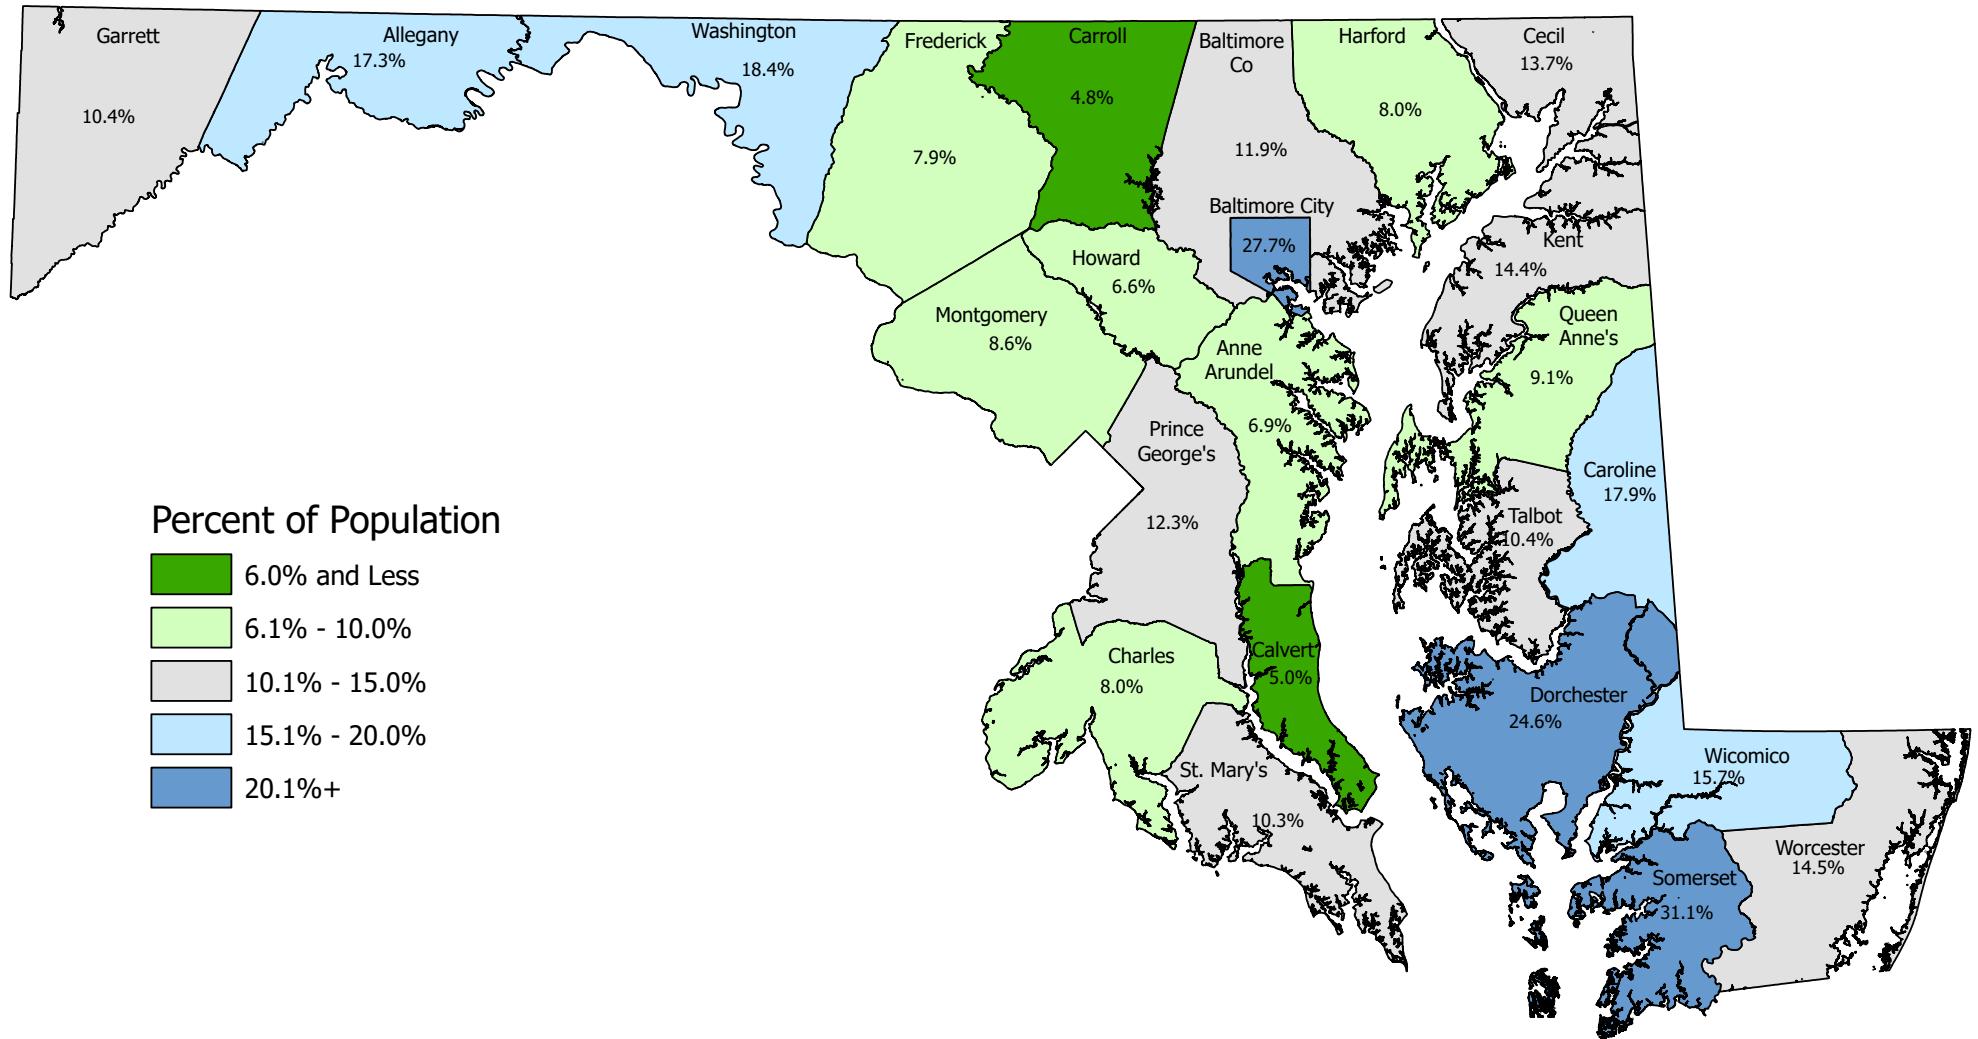 Garrett
10.4%
Allegany
17.3%
Washington
18.4%
Frederick
7.9%
Carroll
4.8%
Baltimore
Co
11.9%
Harford
8.0%
Cecil
13.7%
Baltimore City
27.7%
Kent
14.4%
Howard
6.6%
Montgomery
8.6%
Queen
Anne's
9.1%
Anne
Arundel
6.9%
Prince
George's
12.3%
Caroline
17.9%
Talbot
10.4%
Percent of Population
6.0% and Less
6.1% - 10.0%
10.1% - 15.0%
15.1% - 20.0%
20.1%+
Charles
8.0%
Calvert
5.0%
Dorchester
24.6%
St. Mary's
10.3%
Wicomico
15.7%
Worcester
14.5%
Somerset
31.1%